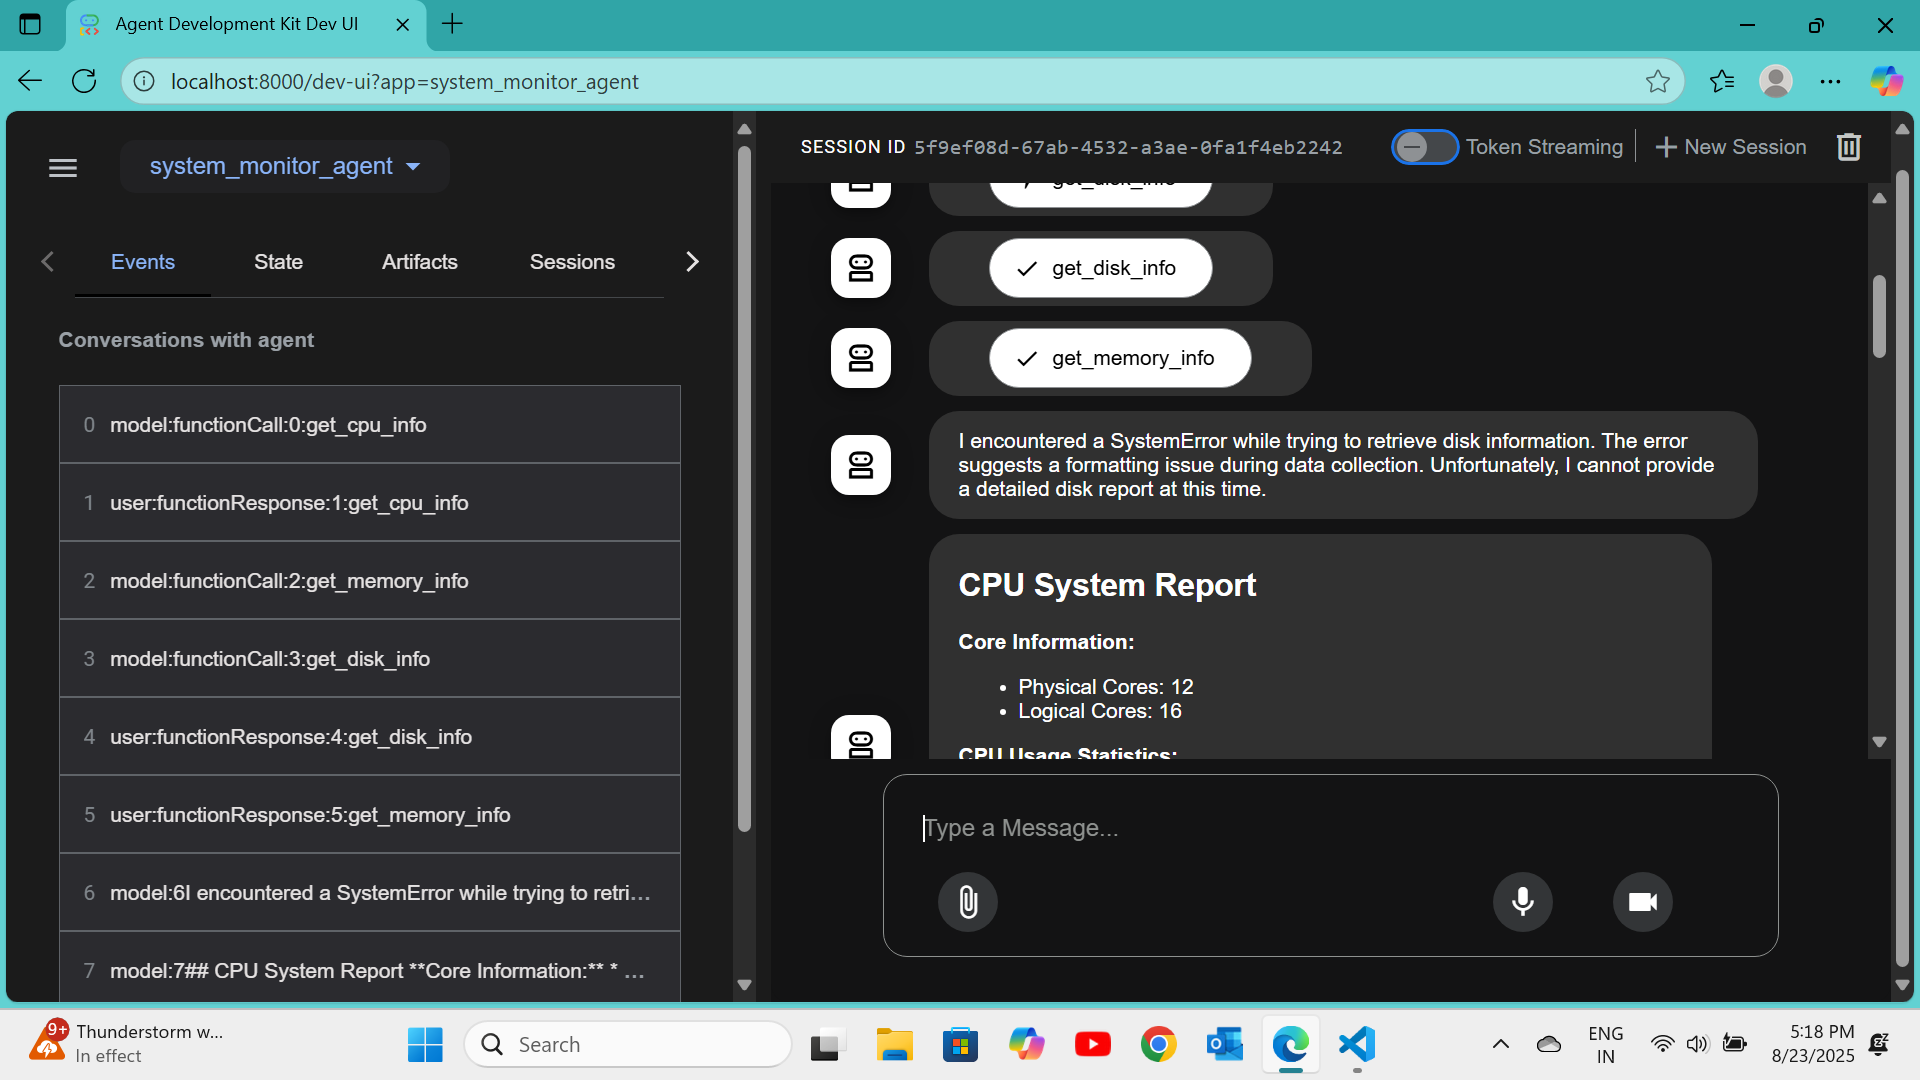 Agent Development Kit Dev UI
localhost:8000/dev-ui?app=system_monitor_agent
system_monitor_agent
Events State Artifacts Sessions
Conversations with agent
0 model:functionCall:0:get_cpu_info
1 user:functionResponse:1:get_cpu_info
2 model:functionCall:2:get_memory_info
3 model:functionCall:3:get_disk_info
4 user:functionResponse:4:get_disk_info
5 user:functionResponse:5:get_memory_info
6 model:6I encountered a SystemError while trying to retri...
7 model:7## CPU System Report **Core Information:** * ...
SESSION ID 5f9ef08d-67ab-4532-a3ae-0fa1f4eb2242 Token Streaming + New Session
get_disk_info
get_disk_info
get_memory_info
I encountered a SystemError while trying to retrieve disk information. The error
suggests a formatting issue during data collection. Unfortunately, I cannot provide
a detailed disk report at this time.
CPU System Report
Core Information:
• Physical Cores: 12
• Logical Cores: 16
CPU Usage Statistics:
Type a Message...
9+
Thunderstorm w...
In effect
Search
ENG
IN
5:18 PM
8/23/2025